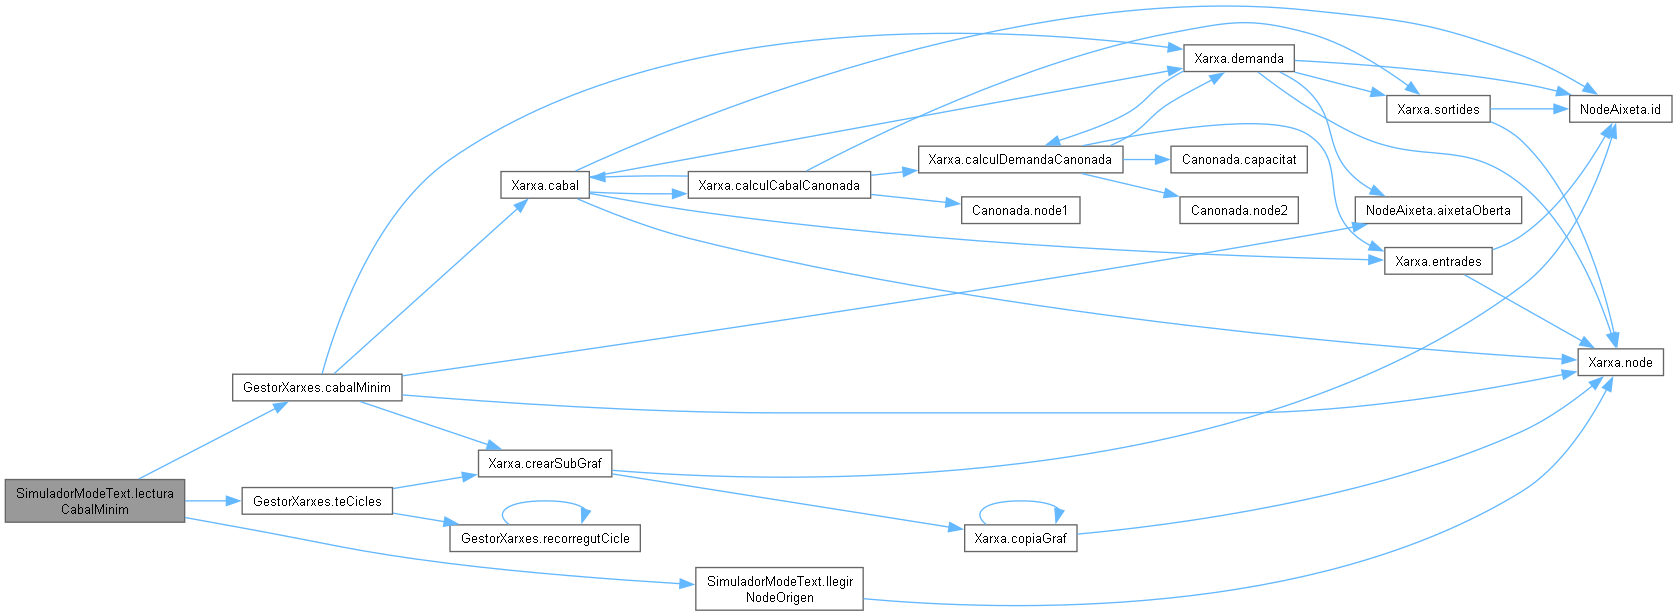 Xarxa.demanda
Xarxa.sortides
NodeAixeta.id
Xarxa.calculDemandaCanonada
Canonada.capacitat
Xarxa.cabal
Xarxa.calculCabalCanonada
Canonada.node1
Canonada.node2
NodeAixeta.aixetaOberta
Xarxa.entrades
Xarxa.node
GestorXarxes.cabalMinim
Xarxa.crearSubGraf
SimuladorModeText.lectura
CabalMinim
GestorXarxes.teCicles
GestorXarxes.recorregutCicle
Xarxa.copiaGraf
SimuladorModeText.llegir
NodeOrigen